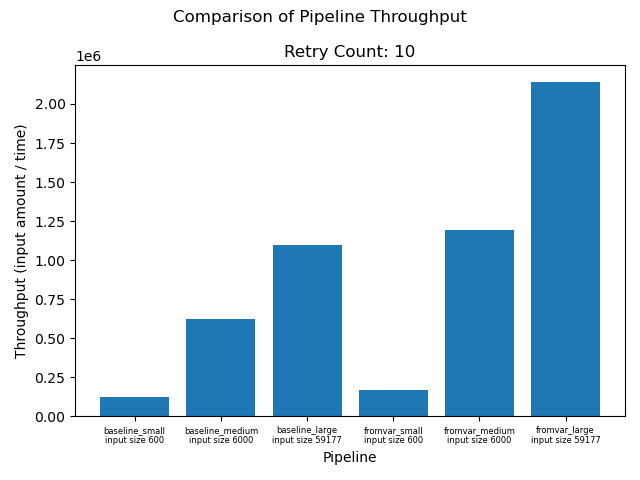 Comparison of Pipeline Throughput
Retry Count: 10
1e6
2.00
1.75
1.50
1.25
1.00
0.75
0.50
0.25
0.00
Throughput (input amount / time)
baseline_small
input size 600
baseline_medium
input size 6000
baseline_large
input size 59177
fromvar_small
input size 600
fromvar_medium
input size 6000
fromvar_large
input size 59177
Pipeline